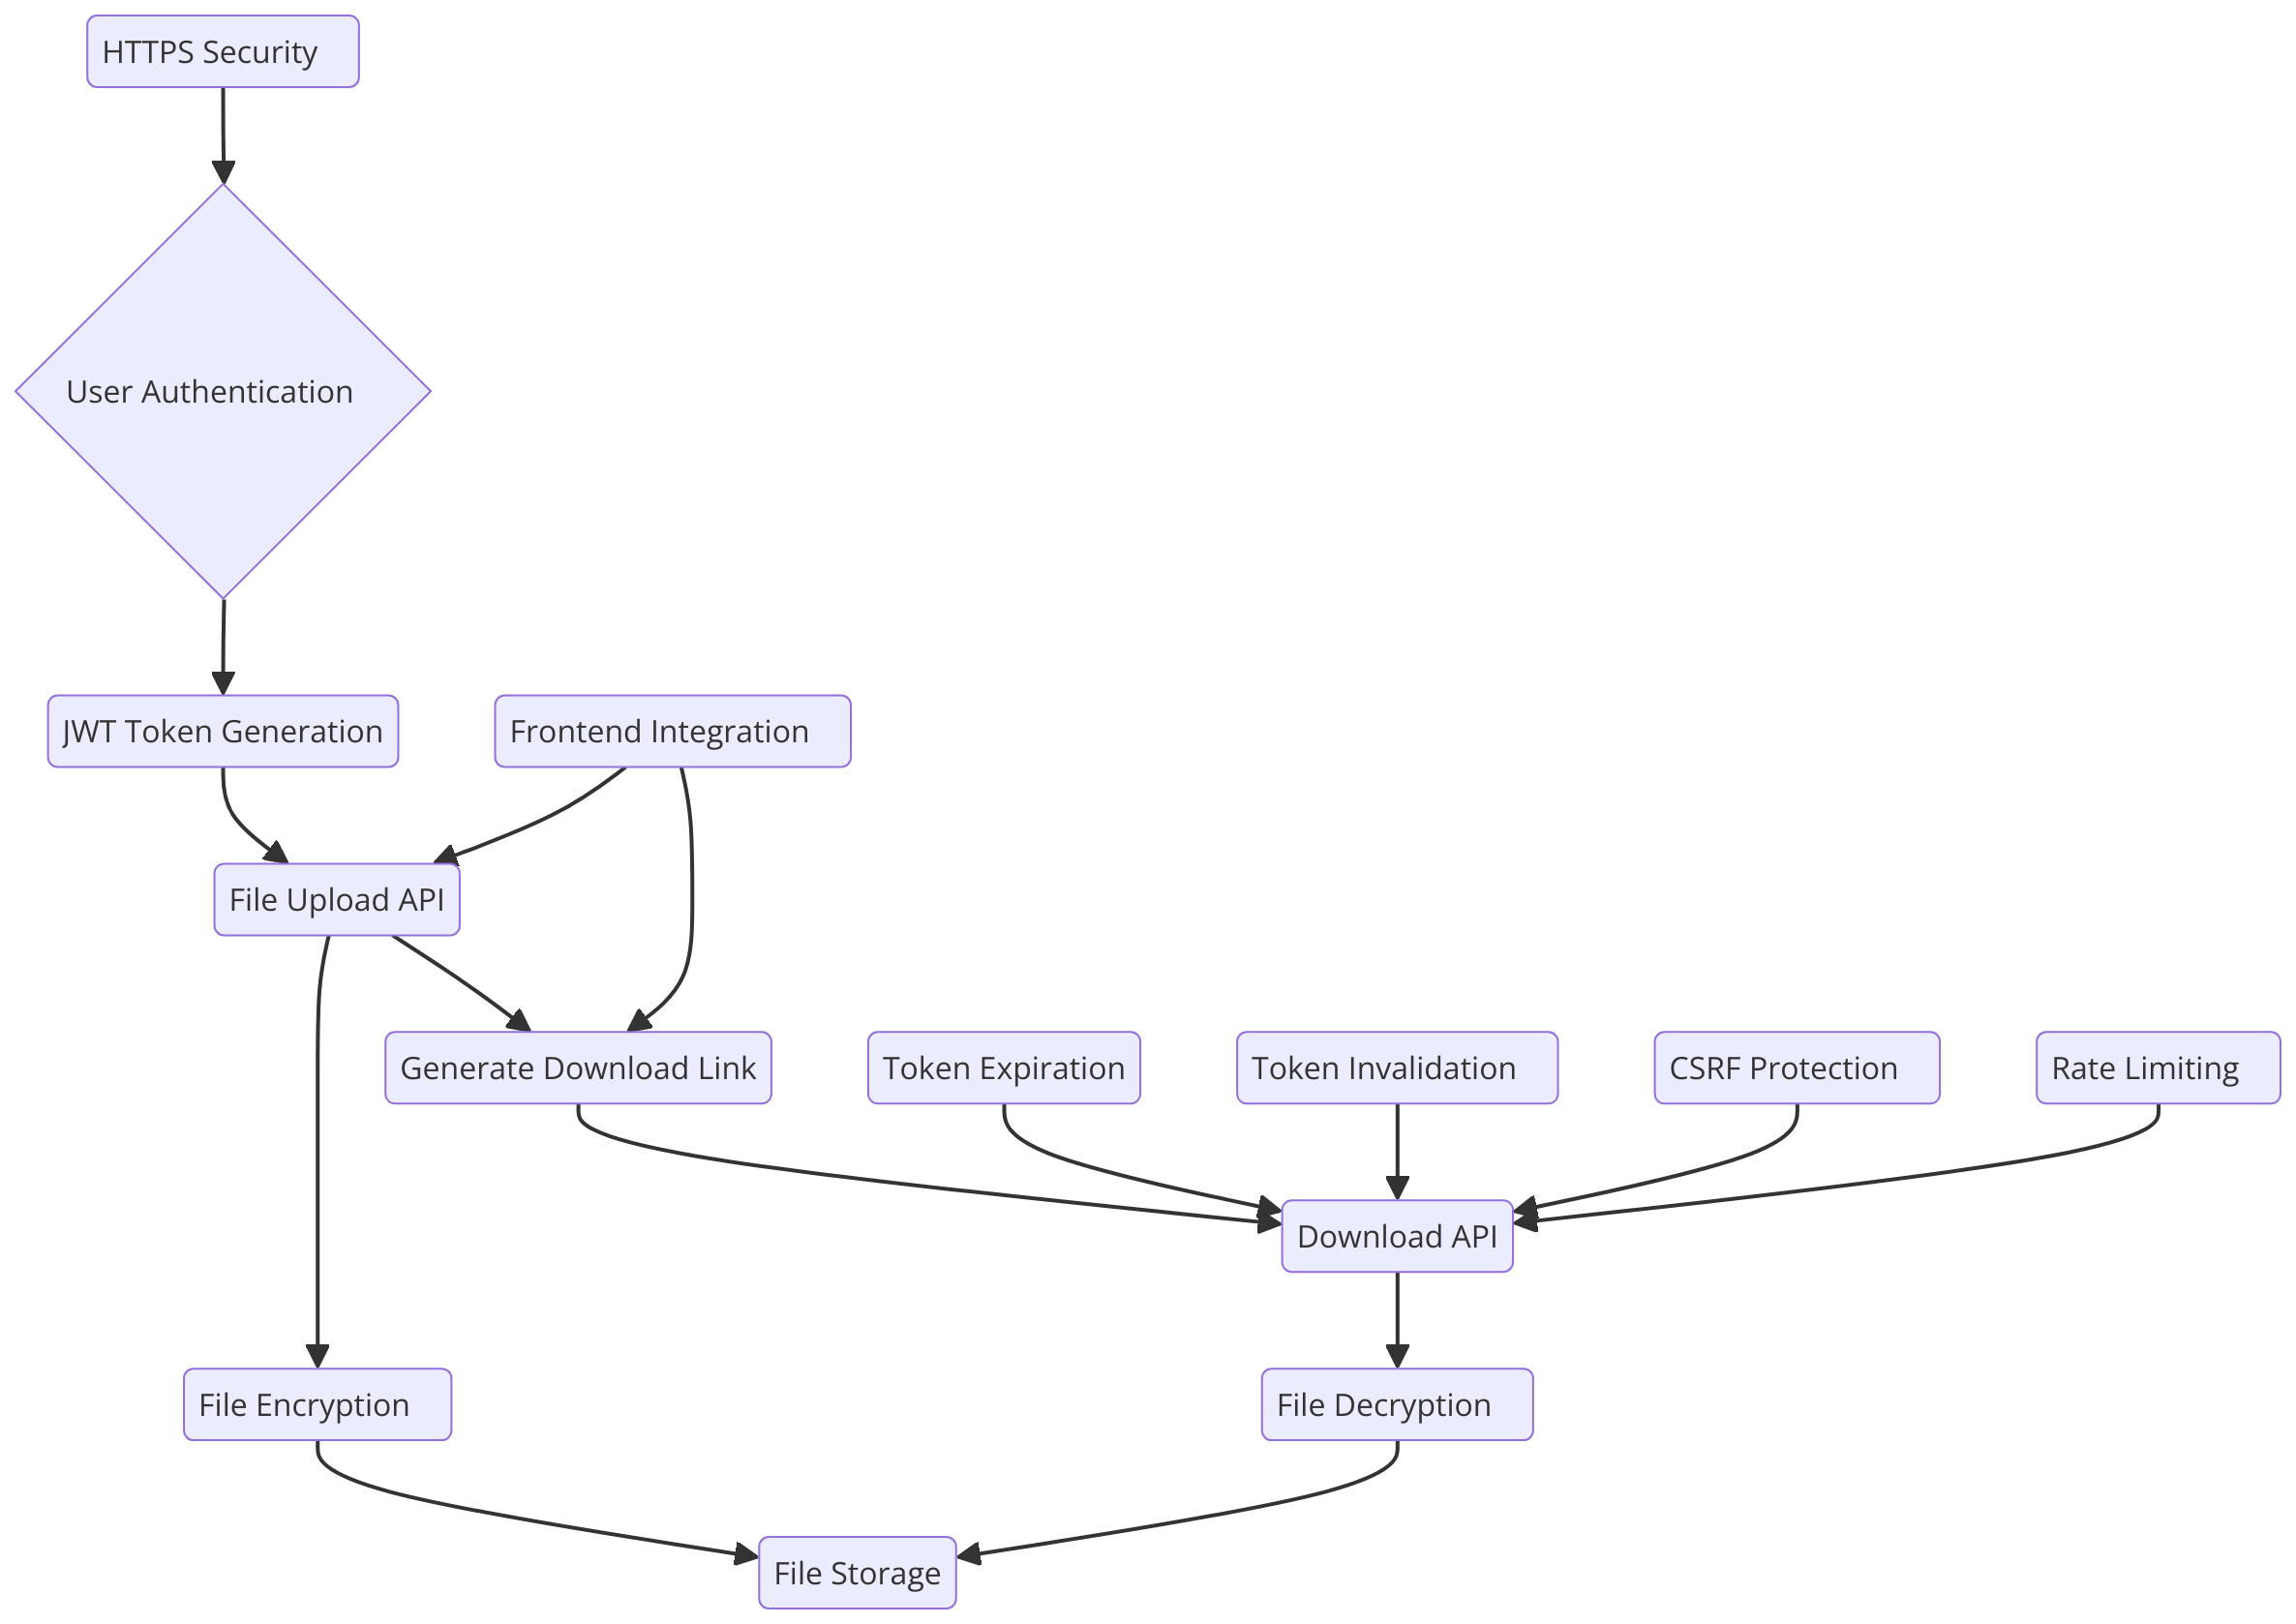 HTTPS Security
User Authentication
JWT Token Generation
Frontend Integration
File Upload API
Generate Download Link
Token Expiration
Token Invalidation
CSRF Protection
Rate Limiting
Download API
File Encryption
File Decryption
File Storage